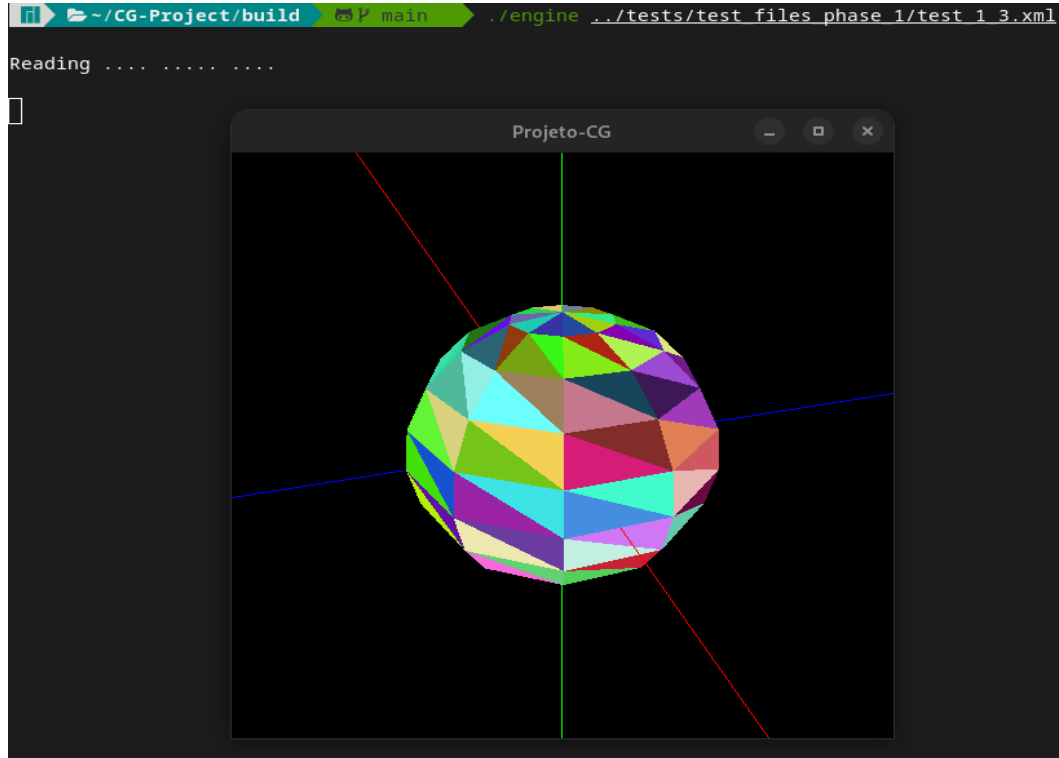 ~/CG-Project/build main ./engine ../tests/test_files_phase_1/test_1_3.xml
Reading .... ..... ....
Projeto-CG